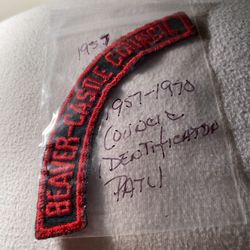 1957
BEAVER-CASTLE COUNCIL
1957-1970
COUNCIL
IDENTIFICATION
PATCH